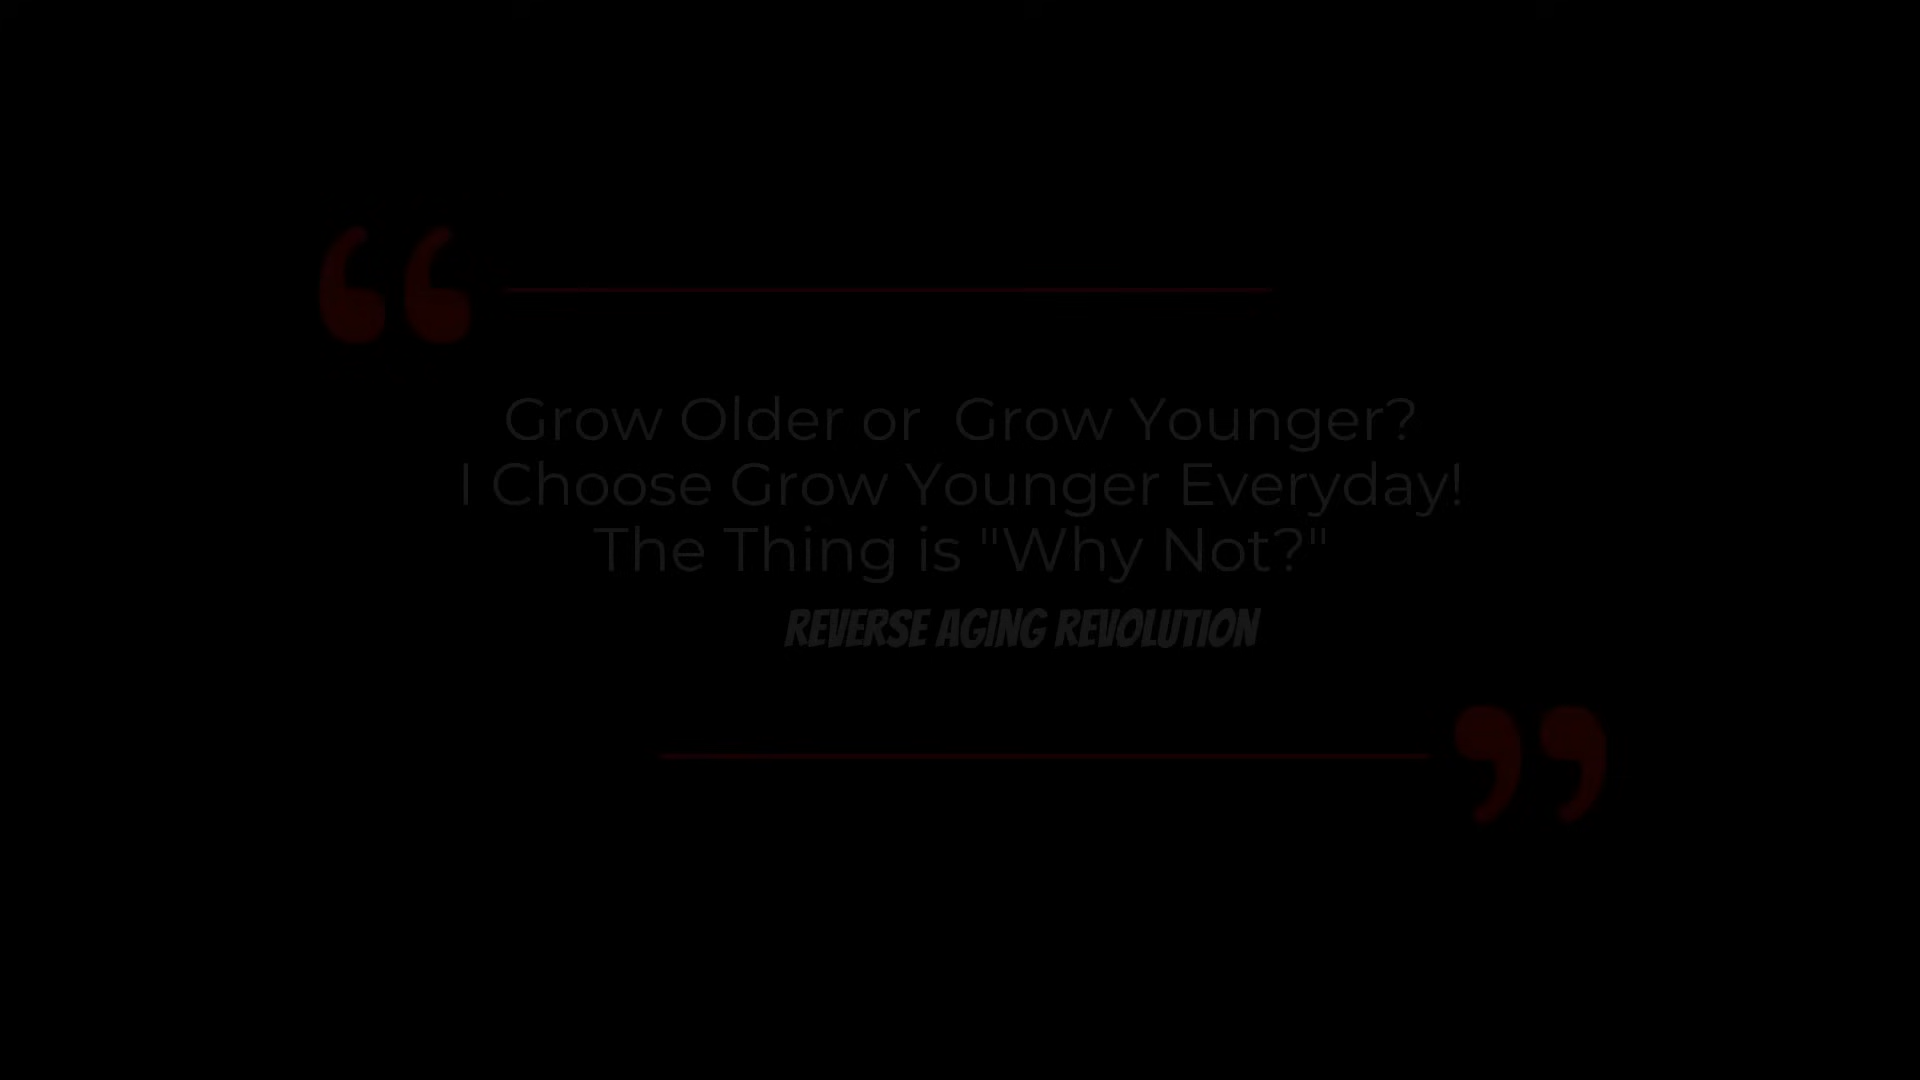 Grow Older or  Grow Younger?
I Choose Grow Younger Everyday!
The Thing is "Why Not?"
REVERSE AGING REVOLUTION